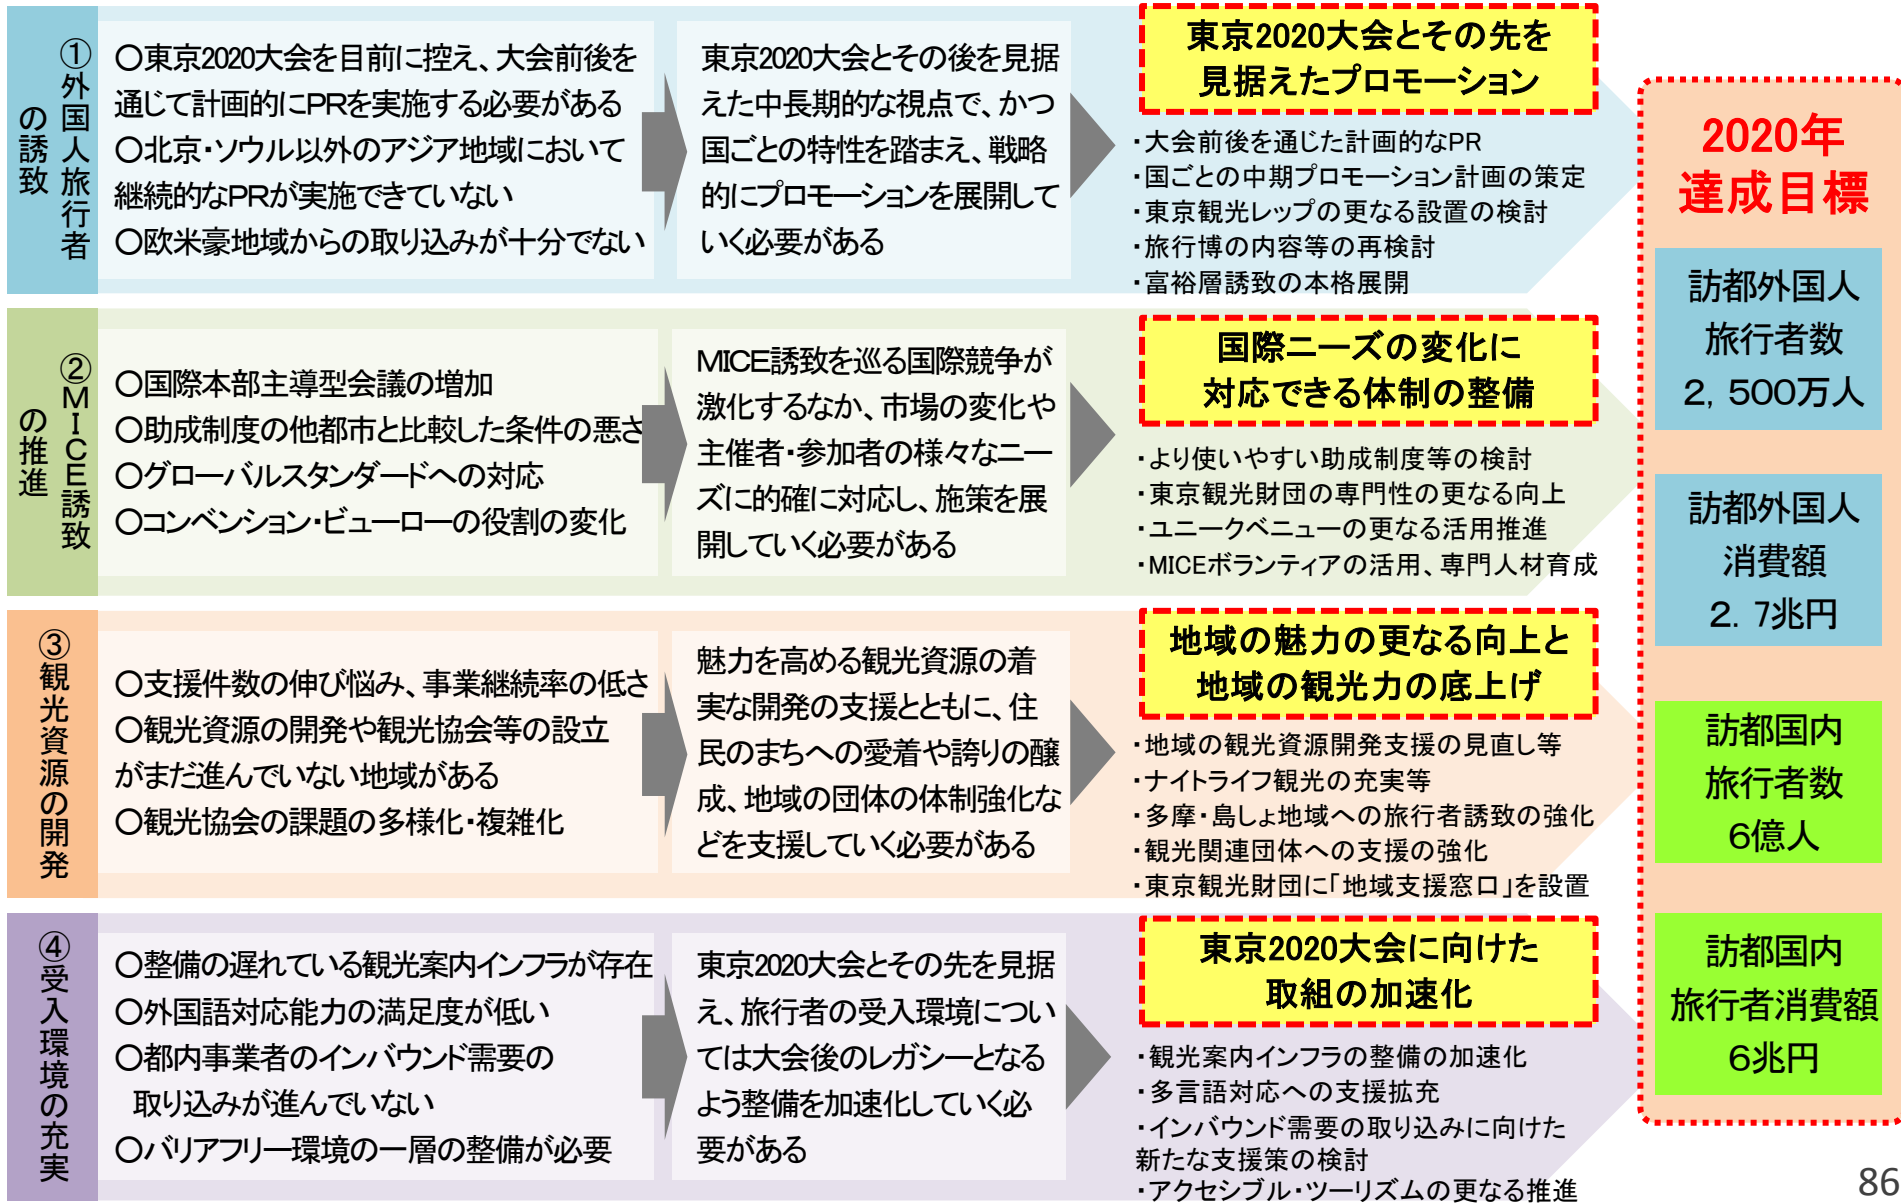 ①外国人旅行者
の誘致
〇東京2020大会を目前に控え、大会前後を
通じて計画的にPRを実施する必要がある
〇北京・ソウル以外のアジア地域において
継続的なPRが実施できていない
〇欧米豪地域からの取り込みが十分でない
東京2020大会とその後を見据
えた中長期的な視点で、かつ
国ごとの特性を踏まえ、戦略
的にプロモーションを展開して
いく必要がある
東京2020大会とその先を
見据えたプロモーション
・大会前後を通じた計画的なPR
・国ごとの中期プロモーション計画の策定
・東京観光レップの更なる設置の検討
・旅行博の内容等の再検討
・富裕層誘致の本格展開
②MICE誘致
の推進
〇国際本部主導型会議の増加
〇助成制度の他都市と比較した条件の悪さ
〇グローバルスタンダードへの対応
〇コンベンション・ビューローの役割の変化
MICE誘致を巡る国際競争が
激化するなか、市場の変化や
主催者・参加者の様々なニー
ズに的確に対応し、施策を展
開していく必要がある
国際ニーズの変化に
対応できる体制の整備
・より使いやすい助成制度等の検討
・東京観光財団の専門性の更なる向上
・ユニークベニューの更なる活用推進
・MICEボランティアの活用、専門人材育成
③観光資源の開発
〇支援件数の伸び悩み、事業継続率の低さ
〇観光資源の開発や観光協会等の設立
がまだ進んでいない地域がある
〇観光協会の課題の多様化・複雑化
魅力を高める観光資源の着
実な開発の支援とともに、住
民のまちへの愛着や誇りの醸
成、地域の団体の体制強化な
どを支援していく必要がある
地域の魅力の更なる向上と
地域の観光力の底上げ
・地域の観光資源開発支援の見直し等
・ナイトライフ観光の充実等
・多摩・島しょ地域への旅行者誘致の強化
・観光関連団体への支援の強化
・東京観光財団に「地域支援窓口」を設置
④受入環境の充実
〇整備の遅れている観光案内インフラが存在
〇外国語対応能力の満足度が低い
〇都内事業者のインバウンド需要の
取り込みが進んでいない
〇バリアフリー環境の一層の整備が必要
東京2020大会とその先を見据
え、旅行者の受入環境につい
ては大会後のレガシーとなる
よう整備を加速化していく必
要がある
東京2020大会に向けた
取組の加速化
・観光案内インフラの整備の加速化
・多言語対応への支援拡充
・インバウンド需要の取り込みに向けた
新たな支援策の検討
・アクセシブル・ツーリズムの更なる推進
2020年
達成目標
訪都外国人
旅行者数
2，500万人
訪都外国人
消費額
2．7兆円
訪都国内
旅行者数
6億人
訪都国内
旅行者消費額
6兆円
86